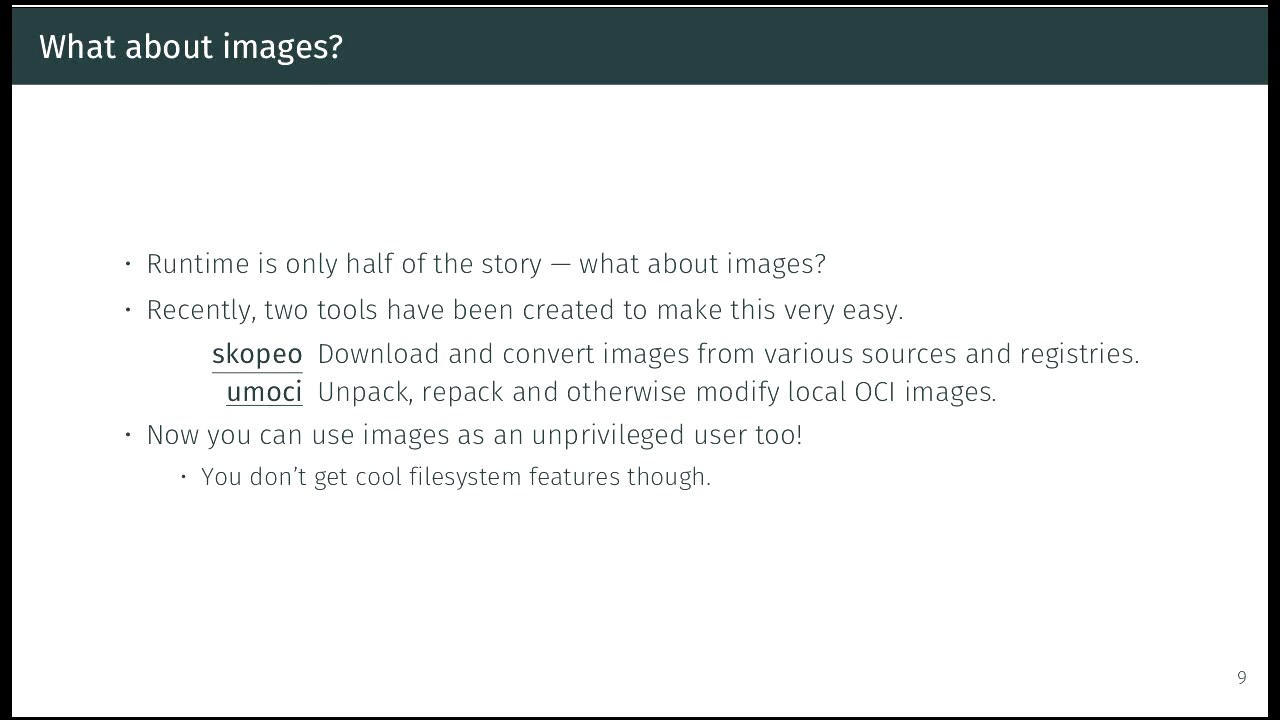 What about images?
• Runtime is only half of the story — what about images?
• Recently, two tools have been created to make this very easy.
skopeo Download and convert images from various sources and registries.
umoci Unpack, repack and otherwise modify local OCI images.
• Now you can use images as an unprivileged user too!
• You don’t get cool filesystem features though.
9